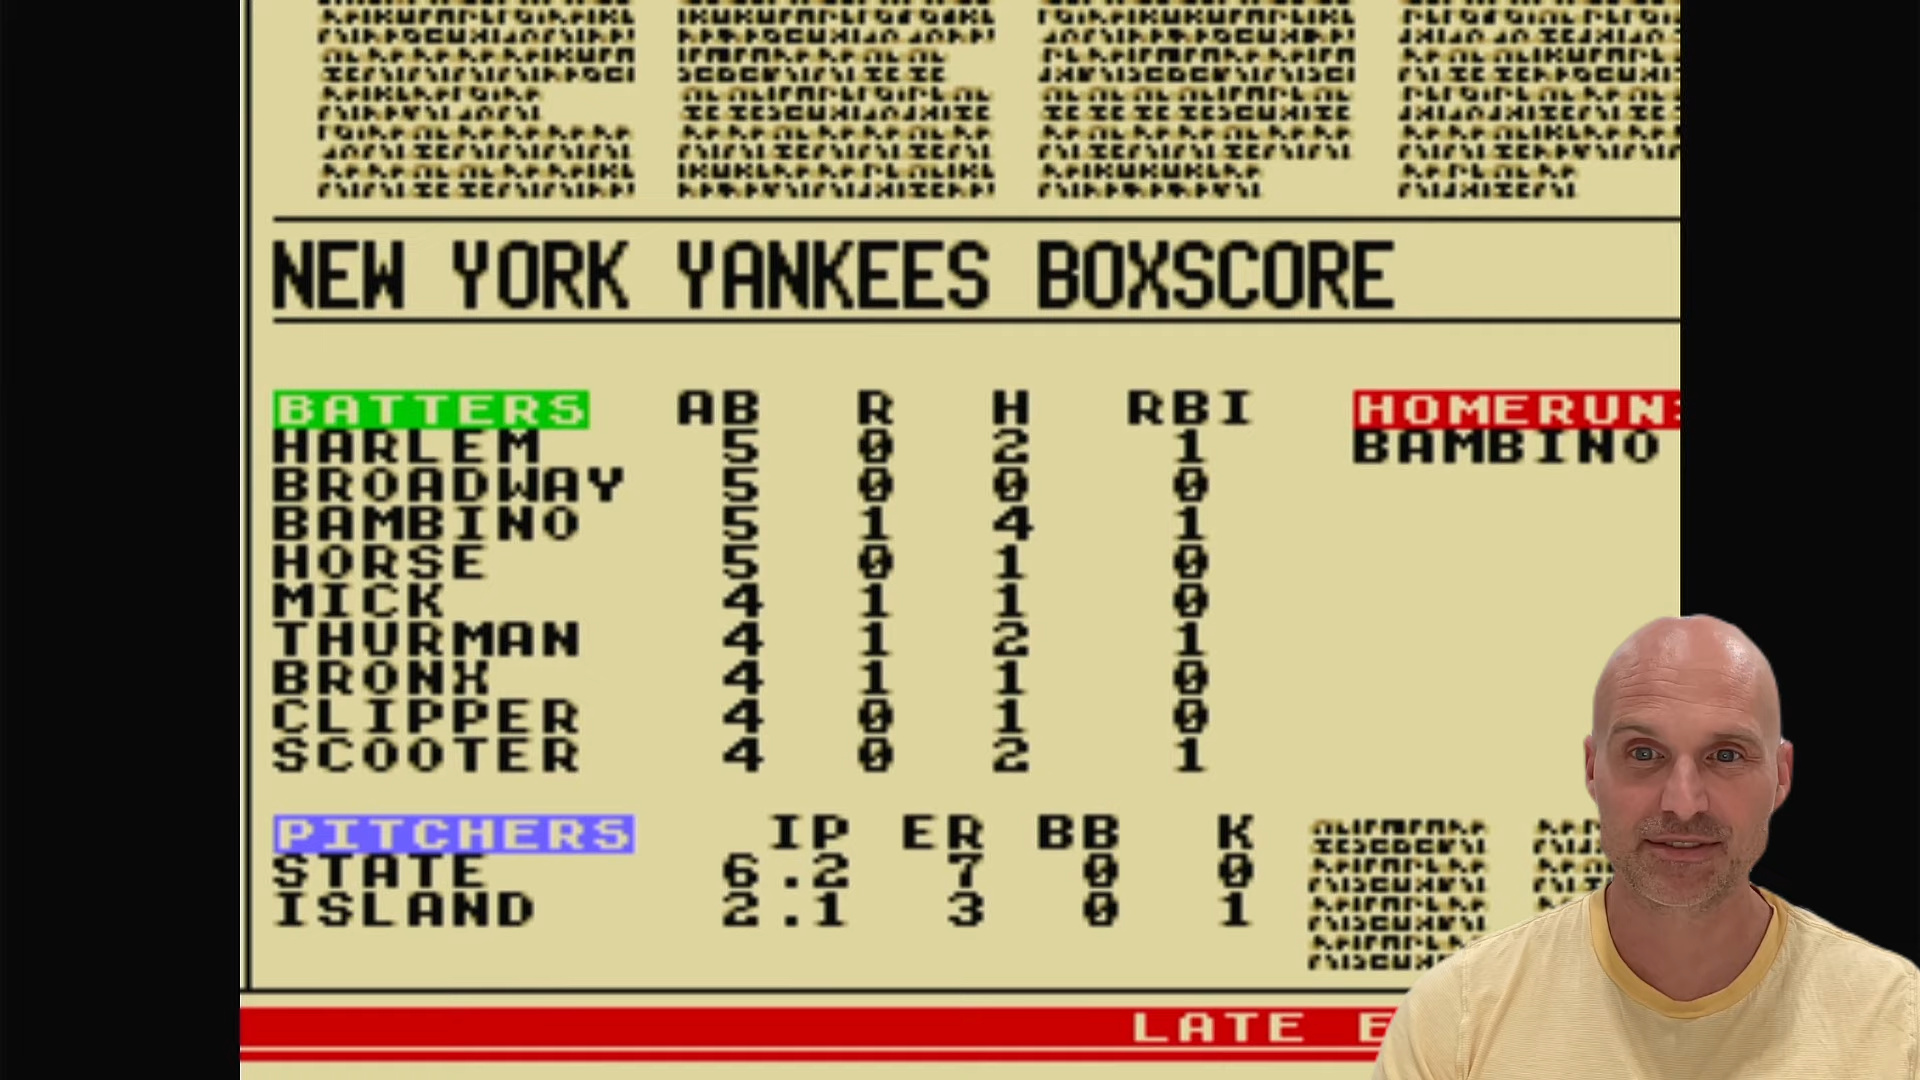 NEW YORK YANKEES BOXSCORE
BATTERS AB R H RBI
HARLEM 5 0 2 1
BROADWAY 5 0 0 0
BAMBINO 5 1 4 1
HORSE 5 0 1 0
MICK 4 1 1 0
THURMAN 4 1 2 1
BRONX 4 1 1 0
CLIPPER 4 0 1 0
SCOOTER 4 0 2 1
HOMERUN
BAMBINO
PITCHERS IP ER BB K
STATE 6.2 7 0 0
ISLAND 2.1 3 0 1
LATE